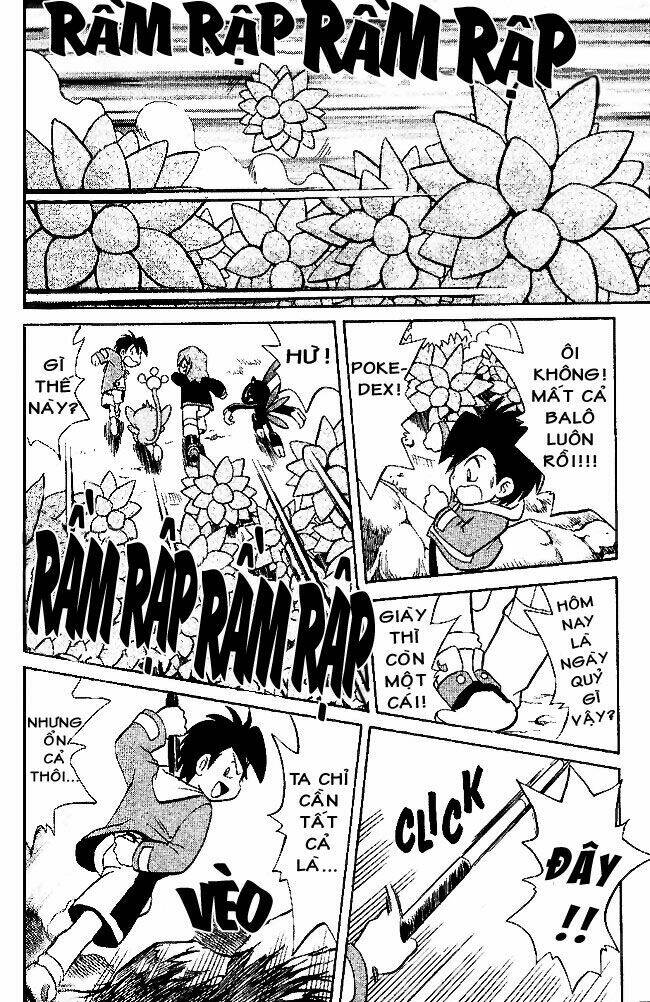 RẦM RẬP RẦM RẬP
ÔI
KHÔNG!
MẤT CẢ
BALÔ
LUÔN
RỒI!!!
POKE-
DEX!
HỪ!
GÌ
THẾ
NÀY?
RẦM RẬP RẦM RẬP
HÔM
NAY LÀ
NGÀY
QUỶ
GÌ
VẬY?
GIÀY
THÌ
CÒN
MỘT
CÁI!
ĐÂY
!!
CLICK
TA CHỈ
CẦN
TẤT
CẢ
LÀ...
NHƯNG
ỔN
CẢ
THÔI...
VÈO